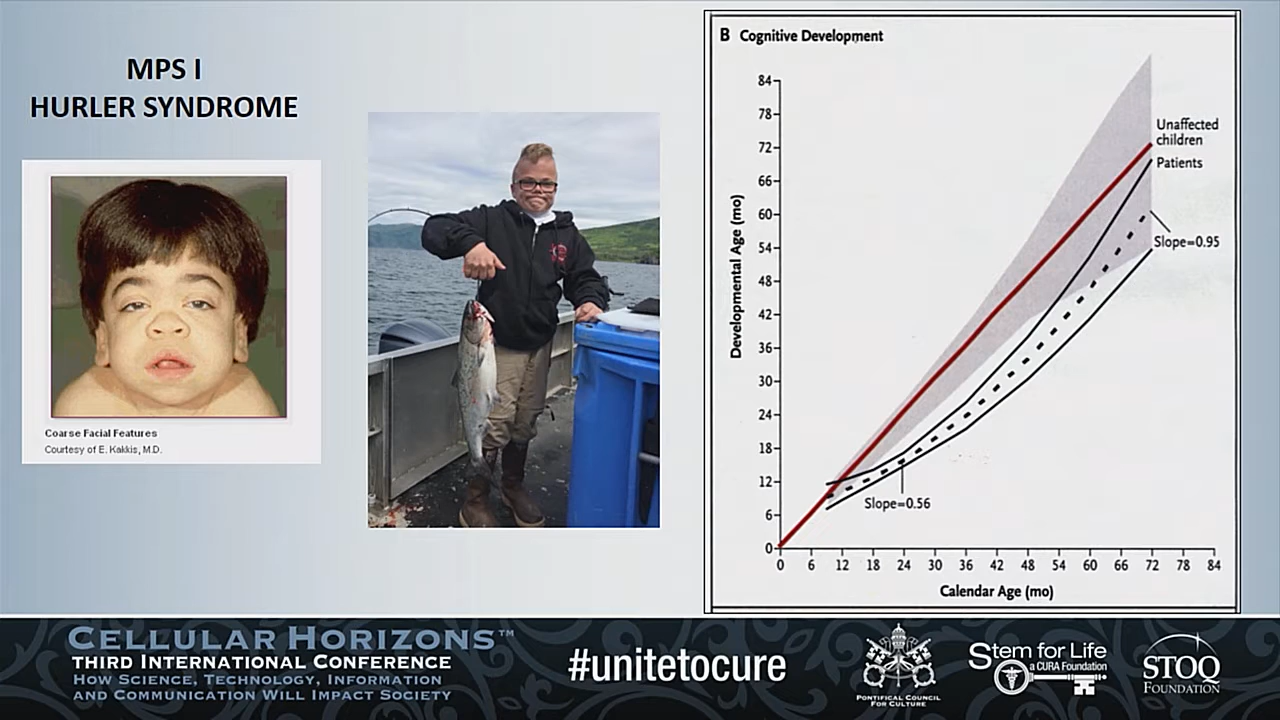 MPS I
HURLER SYNDROME
Coarse Facial Features
Courtesy of E. Kakkis, M.D.
B Cognitive Development
Developmental Age (mo)
84
78
72
66
60
54
48
42
36
30
24
18
12
6
0
Unaffected
children
Patients
Slope=0.95
Slope=0.56
0 6 12 18 24 30 36 42 48 54 60 66 72 78 84
Calendar Age (mo)
CELLULAR HORIZONS™
THIRD INTERNATIONAL CONFERENCE
HOW SCIENCE, TECHNOLOGY, INFORMATION
AND COMMUNICATION WILL IMPACT SOCIETY
#unitetocure
PONTIFICAL COUNCIL
FOR CULTURE
Stem for Life
a CURA Foundation
STOQ
FOUNDATION